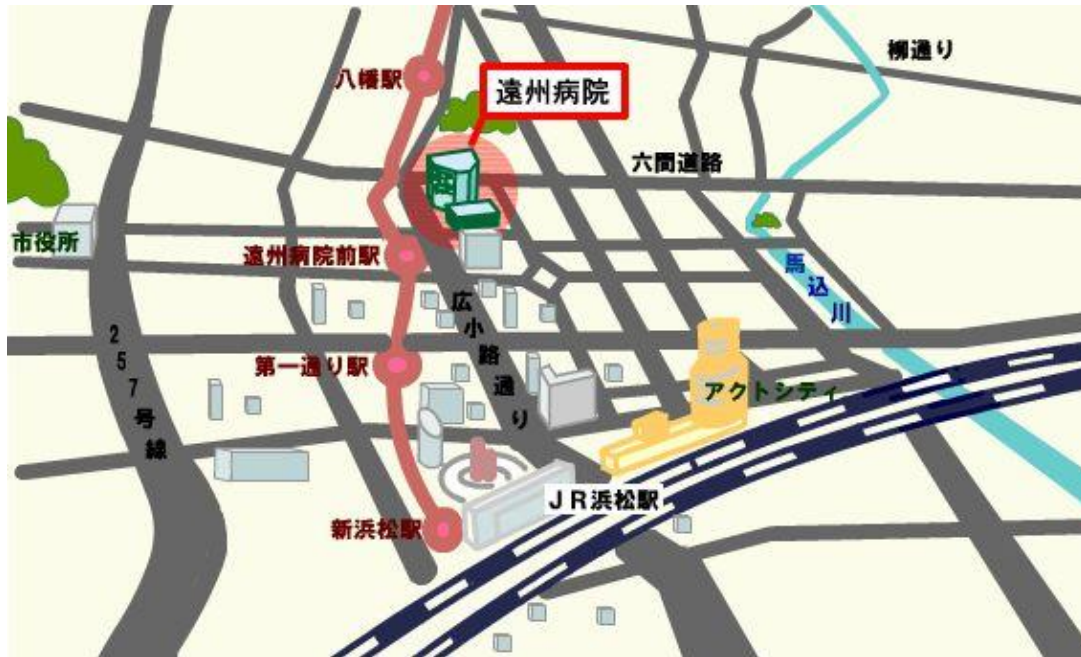 柳通り
八幡駅
遠州病院
六間道路
市役所
遠州病院前駅
馬込川
広小路通り
257号線
第一通り駅
アクトシティ
JR浜松駅
新浜松駅